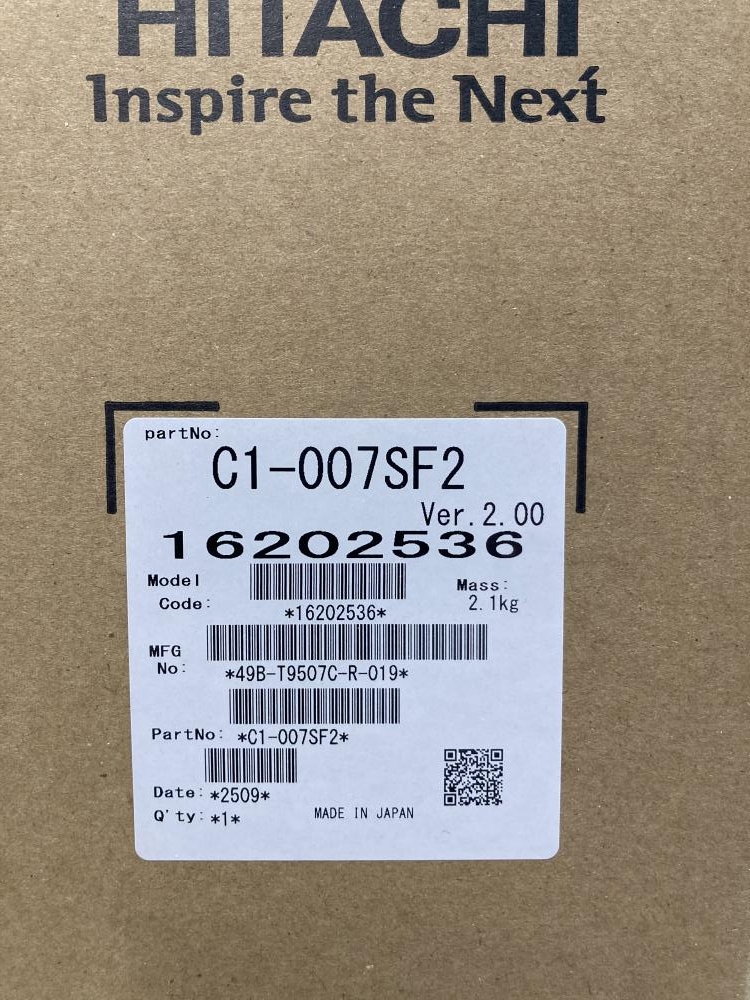 HITACHI
Inspire the Next
partNo:
C1-007SF2
Ver.2.00
16202536
Model
Code:
*16202536*
Mass:
2.1kg
MFG
No:
*49B-T9507C-R-019*
PartNo: *C1-007SF2*
Date: *2509*
Q'ty: *1*
MADE IN JAPAN